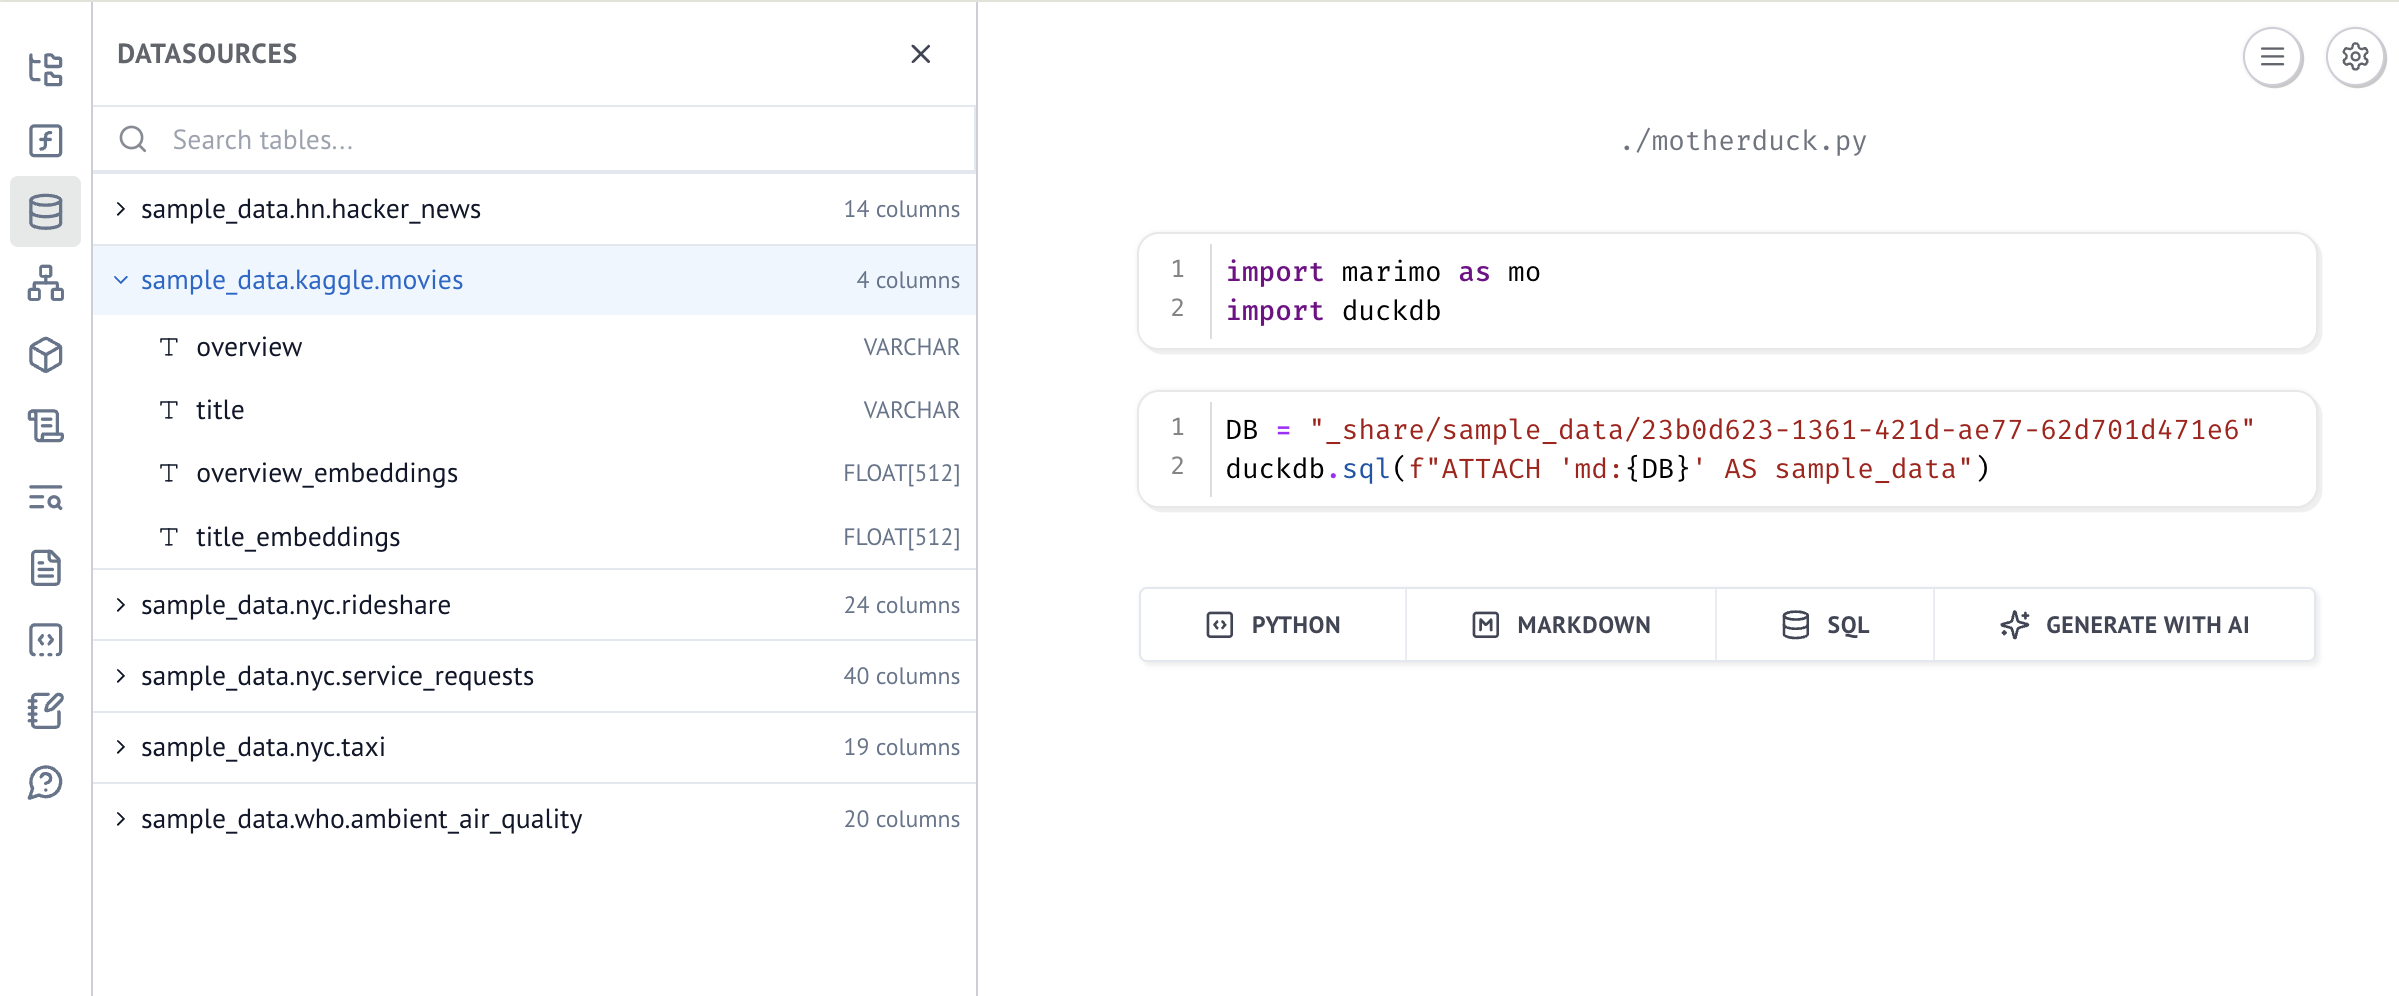 DATASOURCES
Search tables...
sample_data.hn.hacker_news 14 columns
sample_data.kaggle.movies 4 columns
overview VARCHAR
title VARCHAR
overview_embeddings FLOAT[512]
title_embeddings FLOAT[512]
sample_data.nyc.rideshare 24 columns
sample_data.nyc.service_requests 40 columns
sample_data.nyc.taxi 19 columns
sample_data.who.ambient_air_quality 20 columns
./motherduck.py
1 import marimo as mo
2 import duckdb
1 DB = "_share/sample_data/23b0d623-1361-421d-ae77-62d701d471e6"
2 duckdb.sql(f"ATTACH 'md:{DB}' AS sample_data")
PYTHON MARKDOWN SQL GENERATE WITH AI